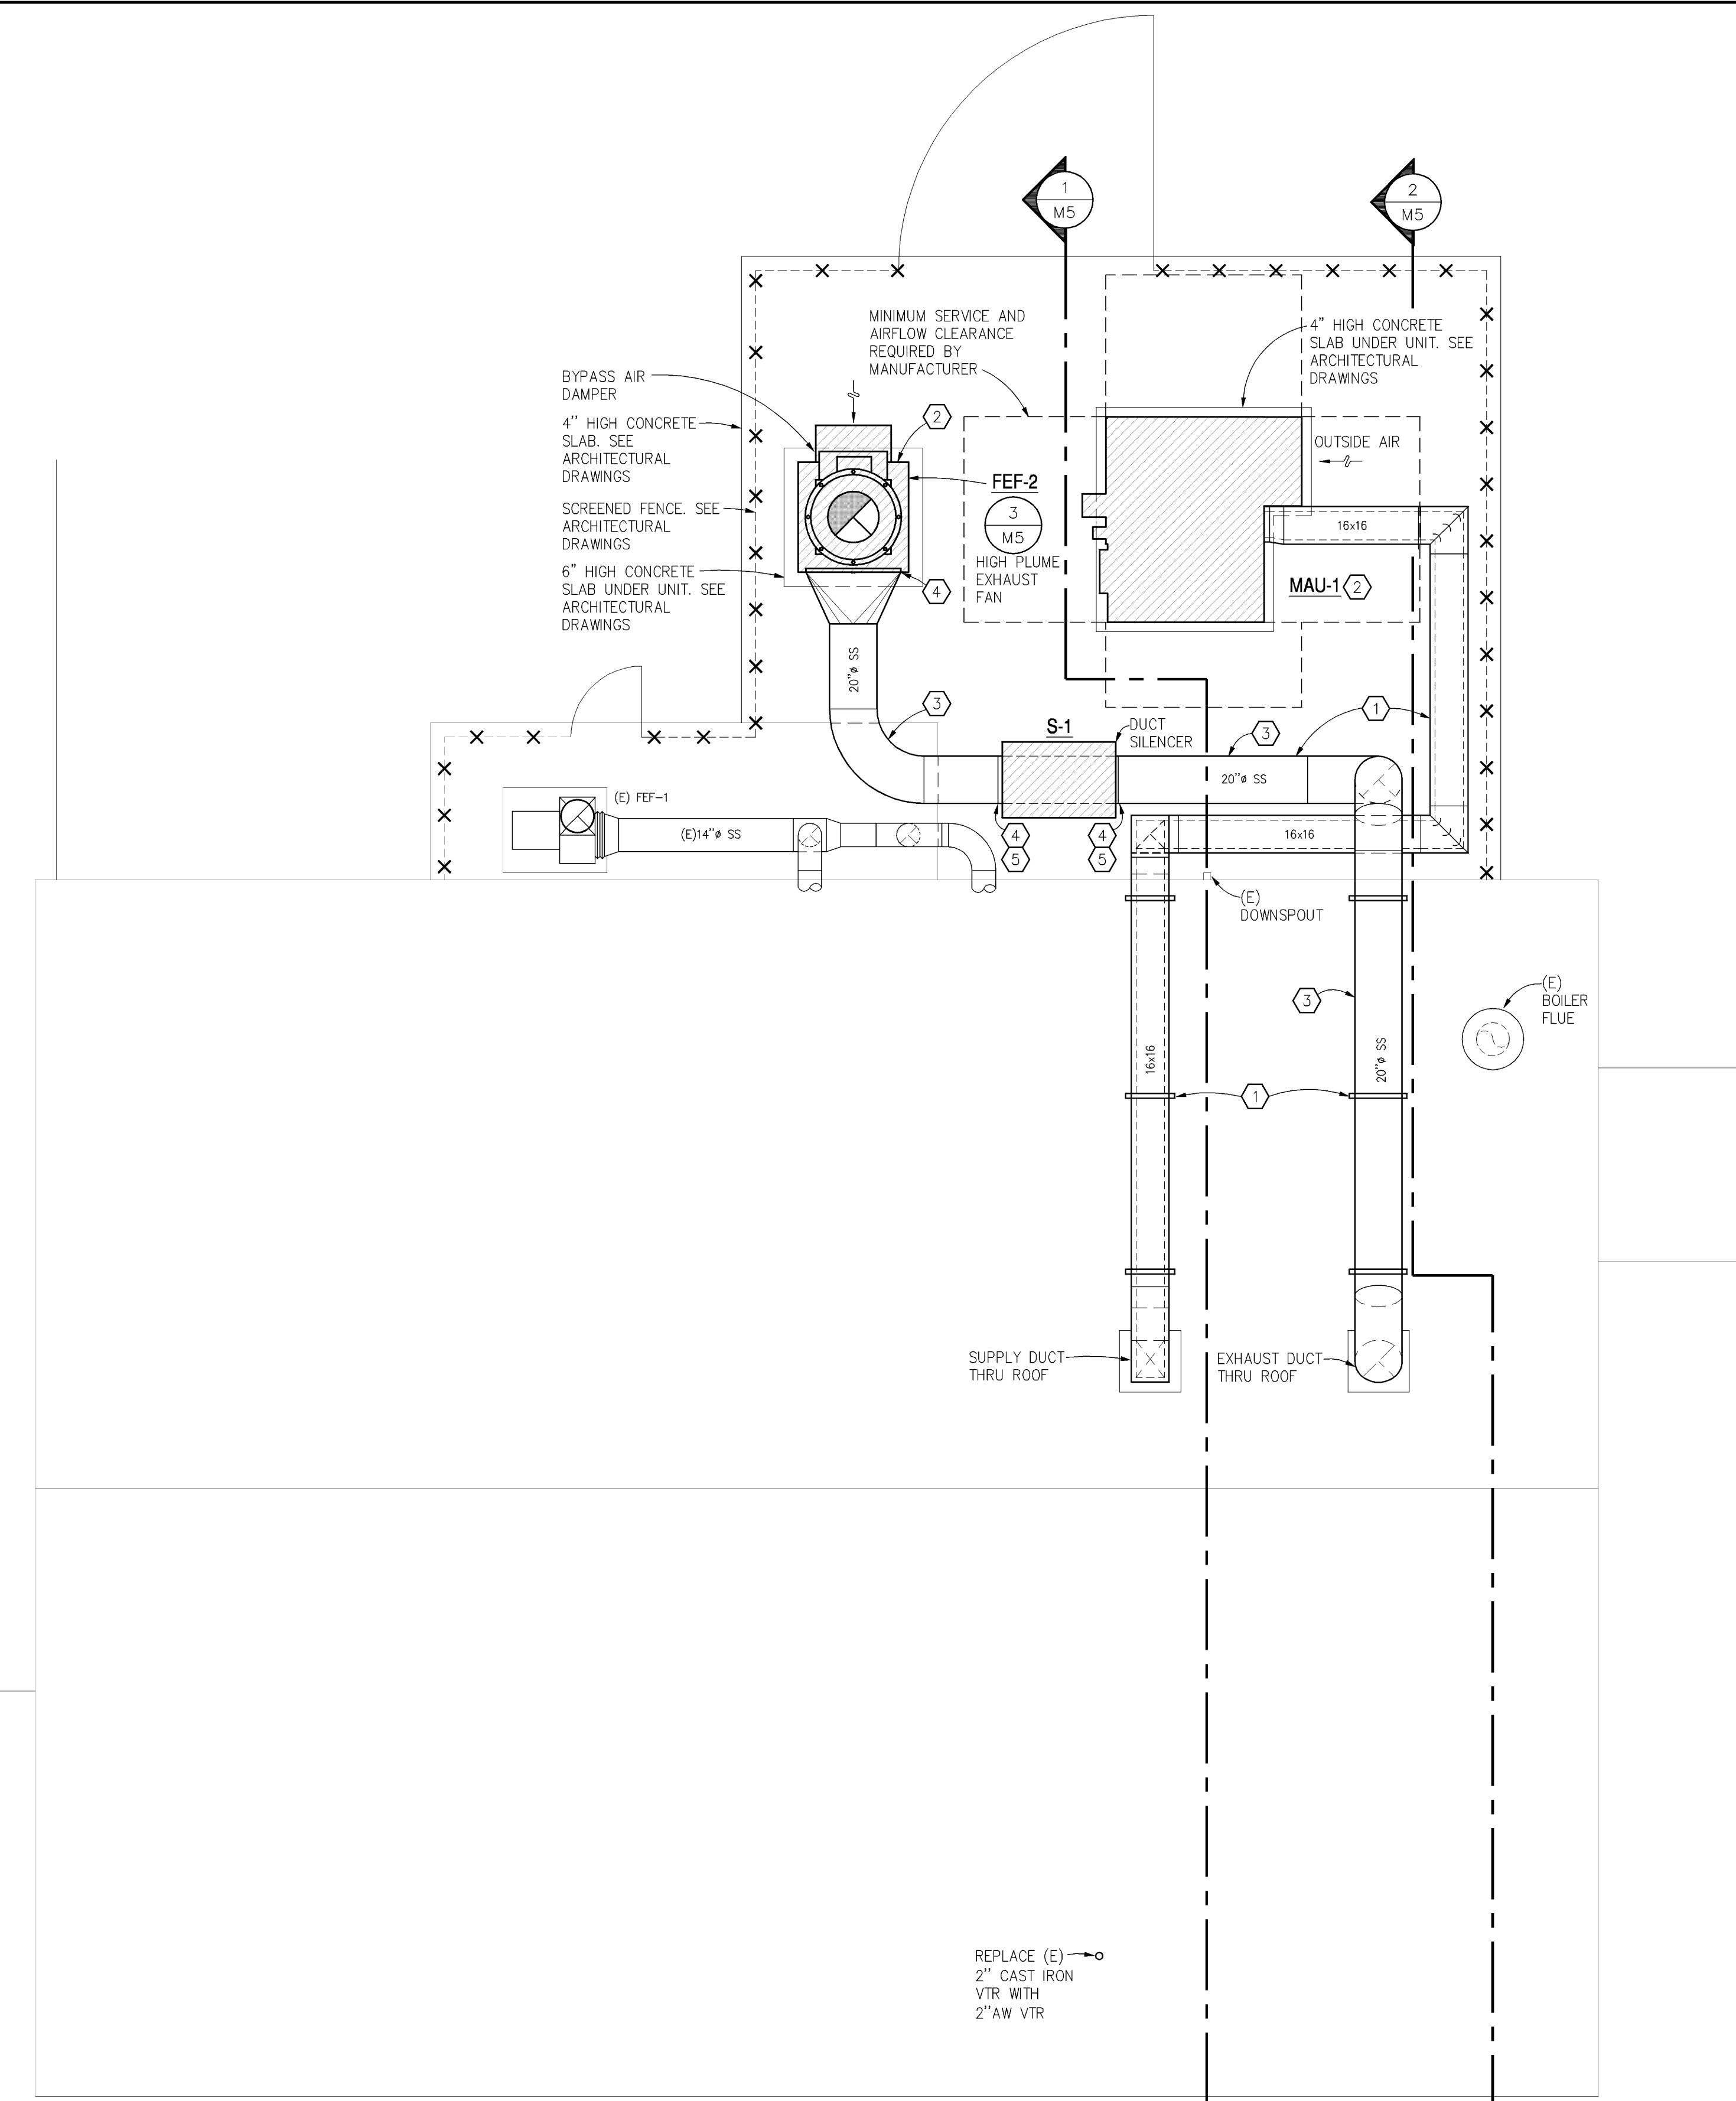 1
M5
2
M5
MINIMUM SERVICE AND
AIRFLOW CLEARANCE
REQUIRED BY
MANUFACTURER
4" HIGH CONCRETE
SLAB UNDER UNIT. SEE
ARCHITECTURAL
DRAWINGS
BYPASS AIR
DAMPER
4'' HIGH CONCRETE
SLAB. SEE
ARCHITECTURAL
DRAWINGS
SCREENED FENCE. SEE
ARCHITECTURAL
DRAWINGS
6" HIGH CONCRETE
SLAB UNDER UNIT. SEE
ARCHITECTURAL
DRAWINGS
2
FEF-2
3
M5
HIGH PLUME
EXHAUST
FAN
4
OUTSIDE AIR
16x16
MAU-1
2
20"ø SS
3
S-1
DUCT
SILENCER
3
1
20"ø SS
(E) FEF-1
(E)14"ø SS
4
5
4
5
16x16
(E)
DOWNSPOUT
3
(E)
BOILER
FLUE
16x16
20"ø SS
1
SUPPLY DUCT
THRU ROOF
EXHAUST DUCT
THRU ROOF
REPLACE (E)
2'' CAST IRON
VTR WITH
2''AW VTR